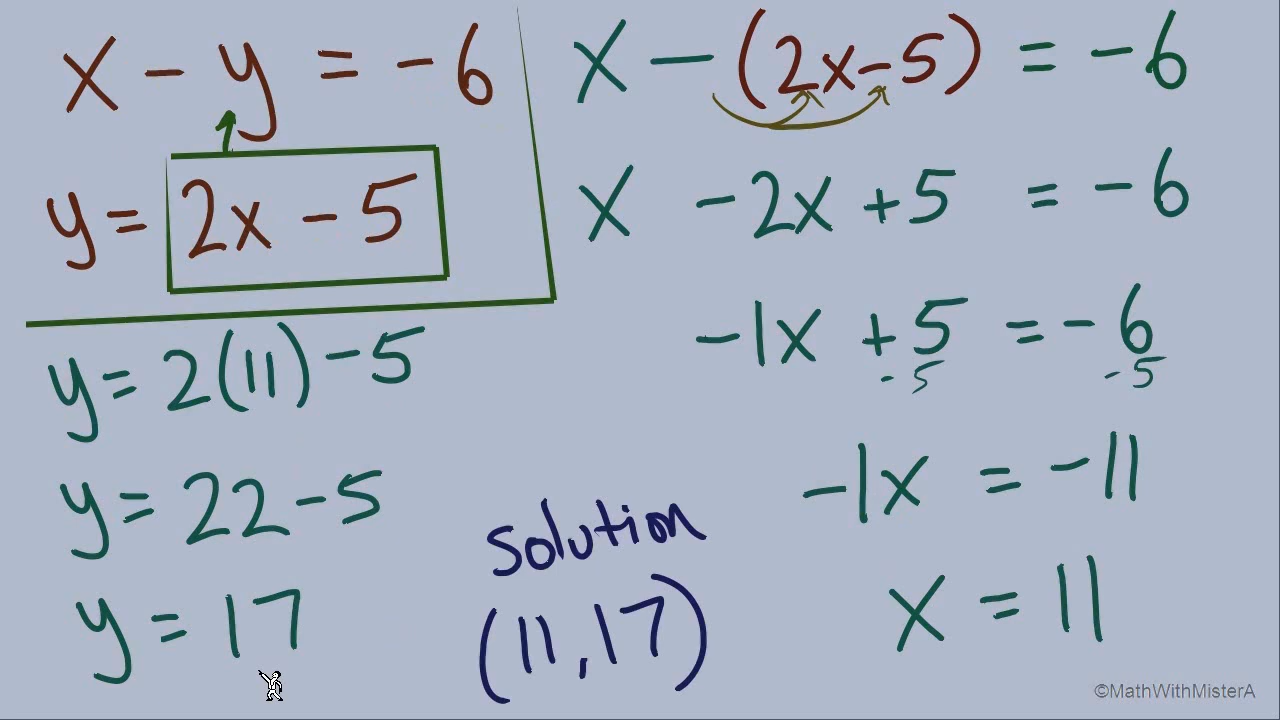 x - y = -6
y = 2x - 5
y = 2(11) - 5
y = 22 - 5
y = 17
x - (2x - 5) = -6
x - 2x + 5 = -6
-1x + 5 = -6
-5 -5
-1x = -11
x = 11
Solution
(11, 17)
©MathWithMisterA